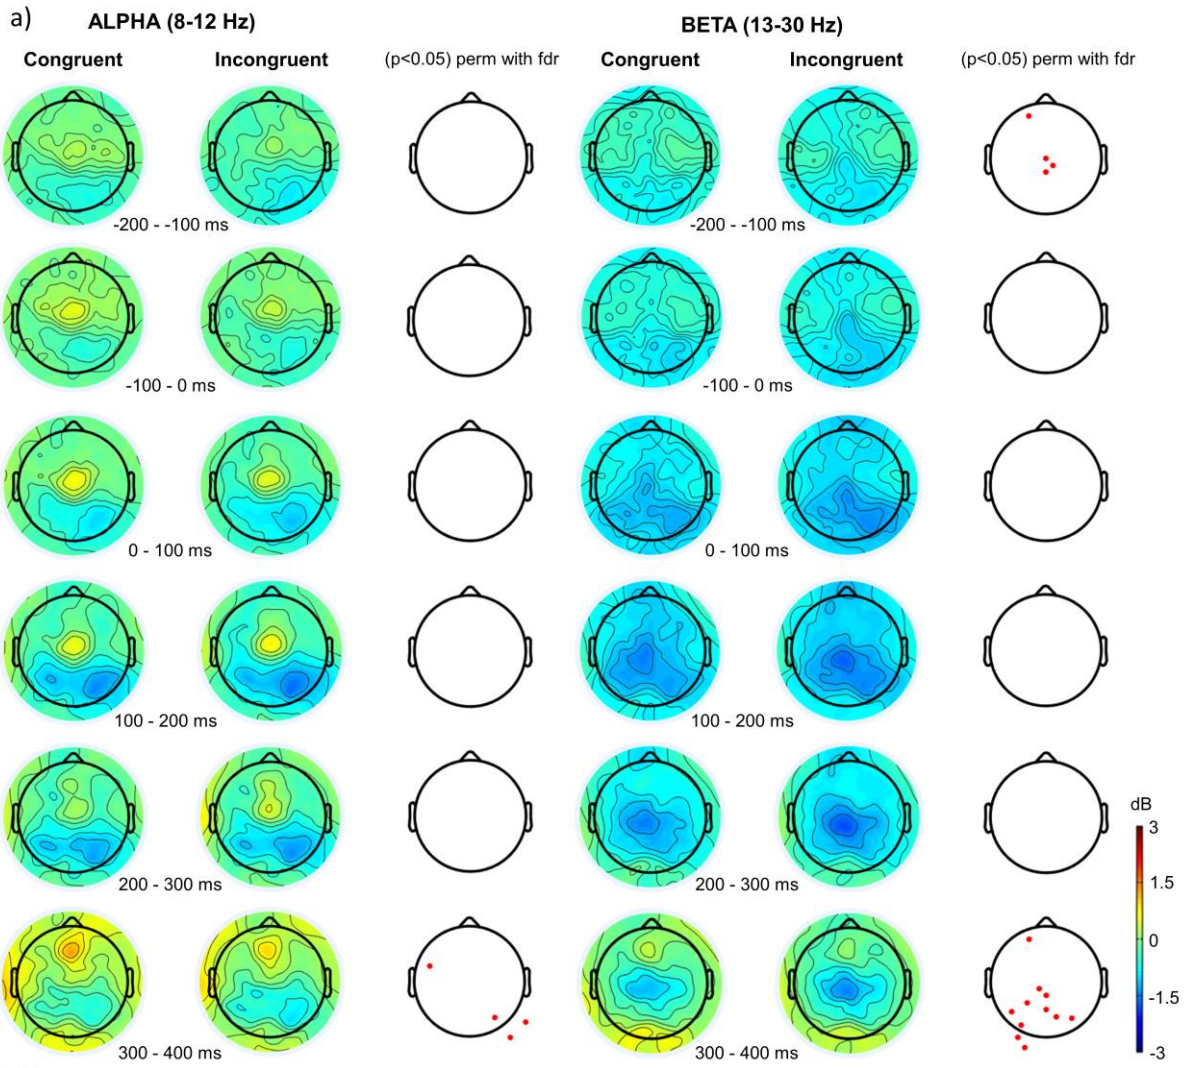 a)
ALPHA (8-12 Hz)
BETA (13-30 Hz)
Congruent Incongruent (p<0.05) perm with fdr Congruent Incongruent (p<0.05) perm with fdr
-200 - -100 ms -200 - -100 ms
-100 - 0 ms -100 - 0 ms
0 - 100 ms 0 - 100 ms
100 - 200 ms 100 - 200 ms
dB
3
1.5
0
-1.5
-3
200 - 300 ms 200 - 300 ms
300 - 400 ms 300 - 400 ms